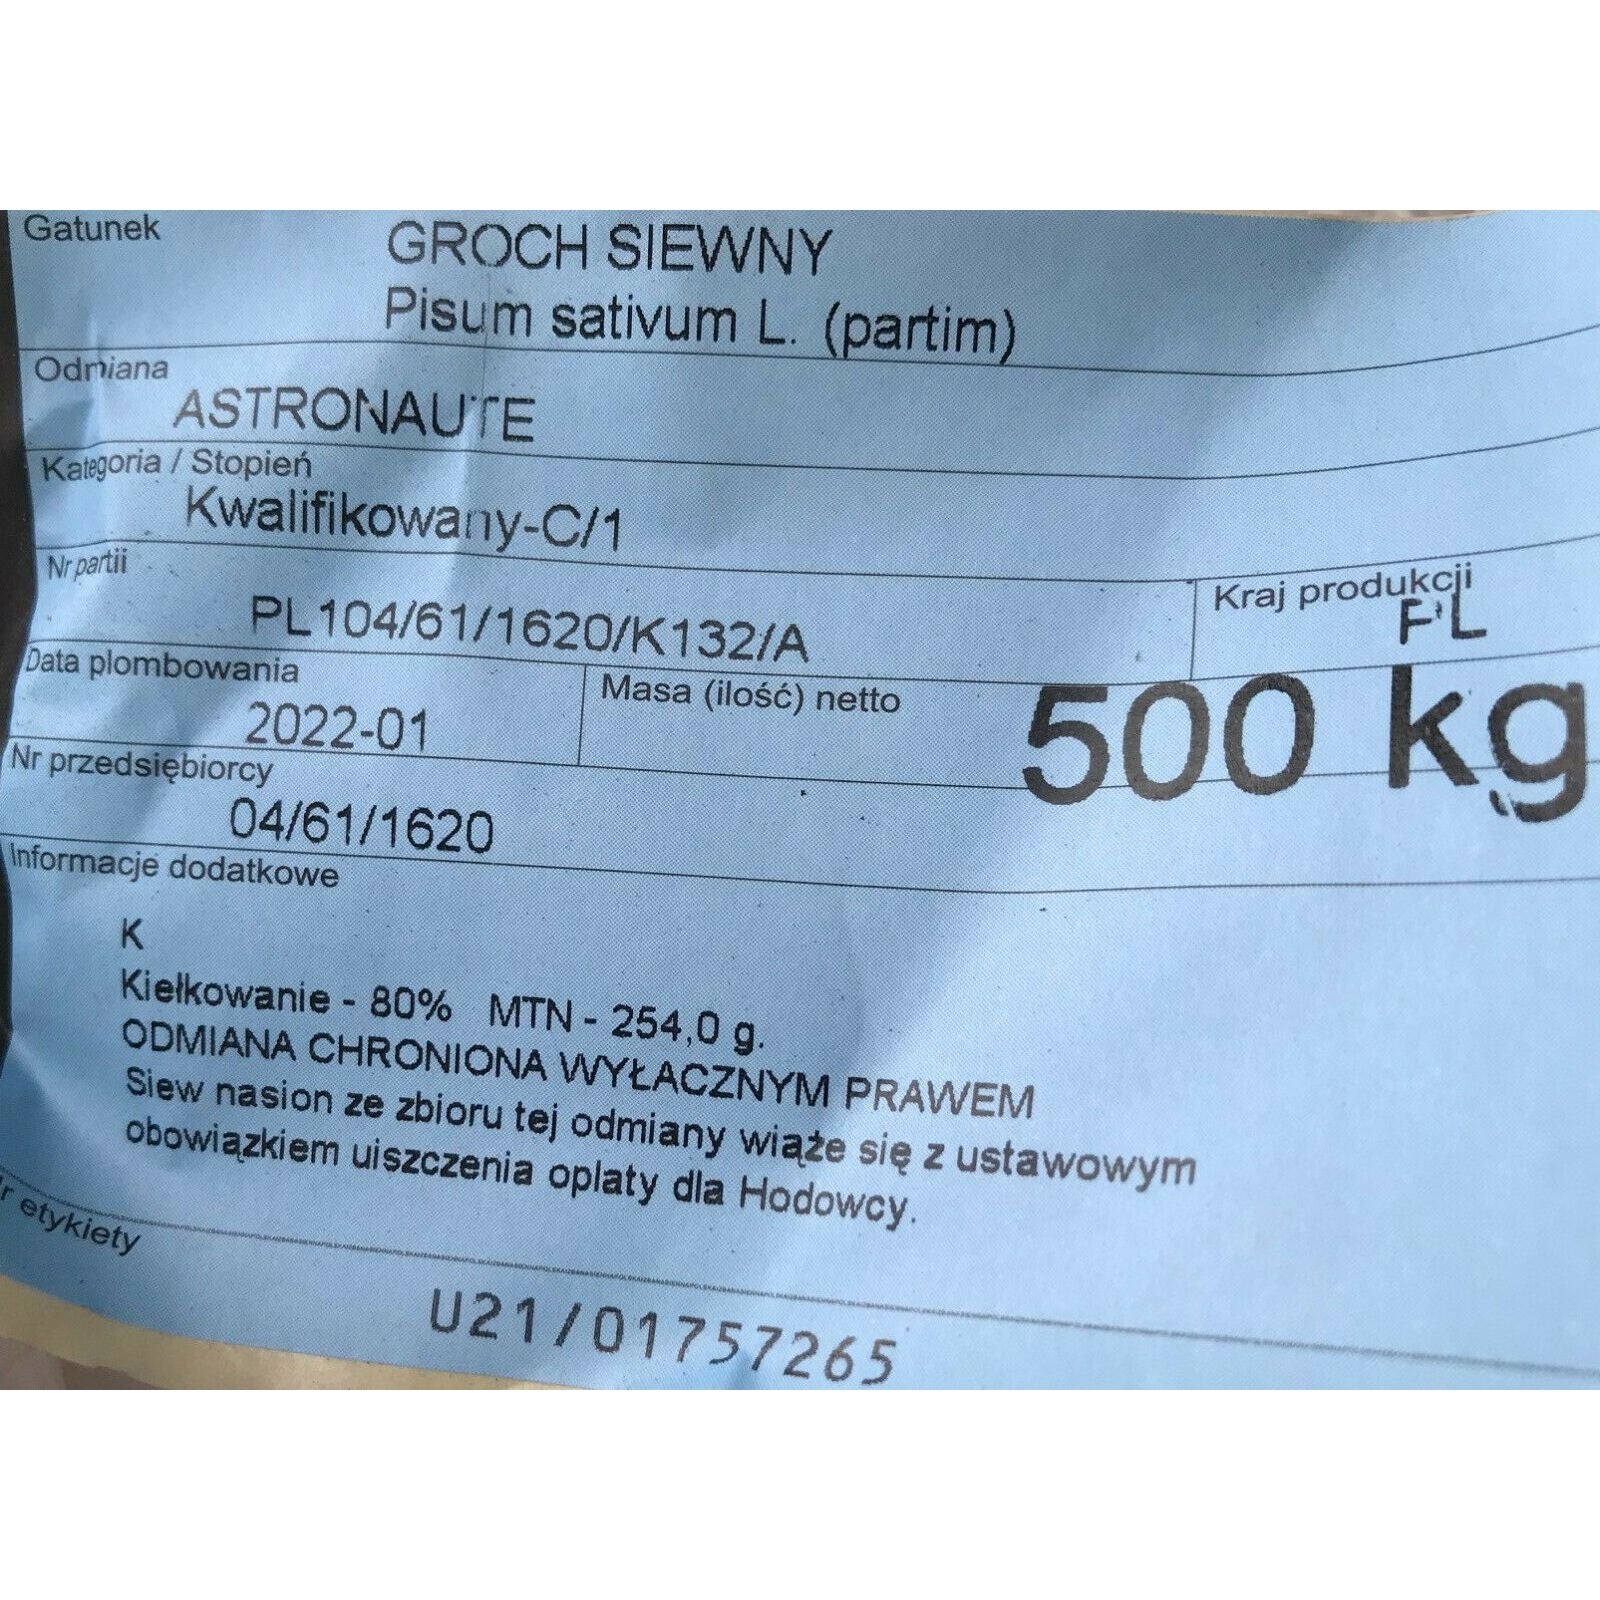 Gatunek
GROCH SIEWNY
Pisum sativum L. (partim)
Odmiana
ASTRONAUTE
Kategoria / Stopień
Kwalifikowany-C/1
Nr partii
PL104/61/1620/K132/A
Kraj produkcji
PL
Data plombowania
2022-01
Masa (ilość) netto
500 kg
Nr przedsiębiorcy
04/61/1620
Informacje dodatkowe
K
Kiełkowanie - 80% MTN - 254,0 g.
ODMIANA CHRONIONA WYŁACZNYM PRAWEM
Siew nasion ze zbioru tej odmiany wiąże się z ustawowym
obowiązkiem uiszczenia oplaty dla Hodowcy.
etykiety
U21/01757265